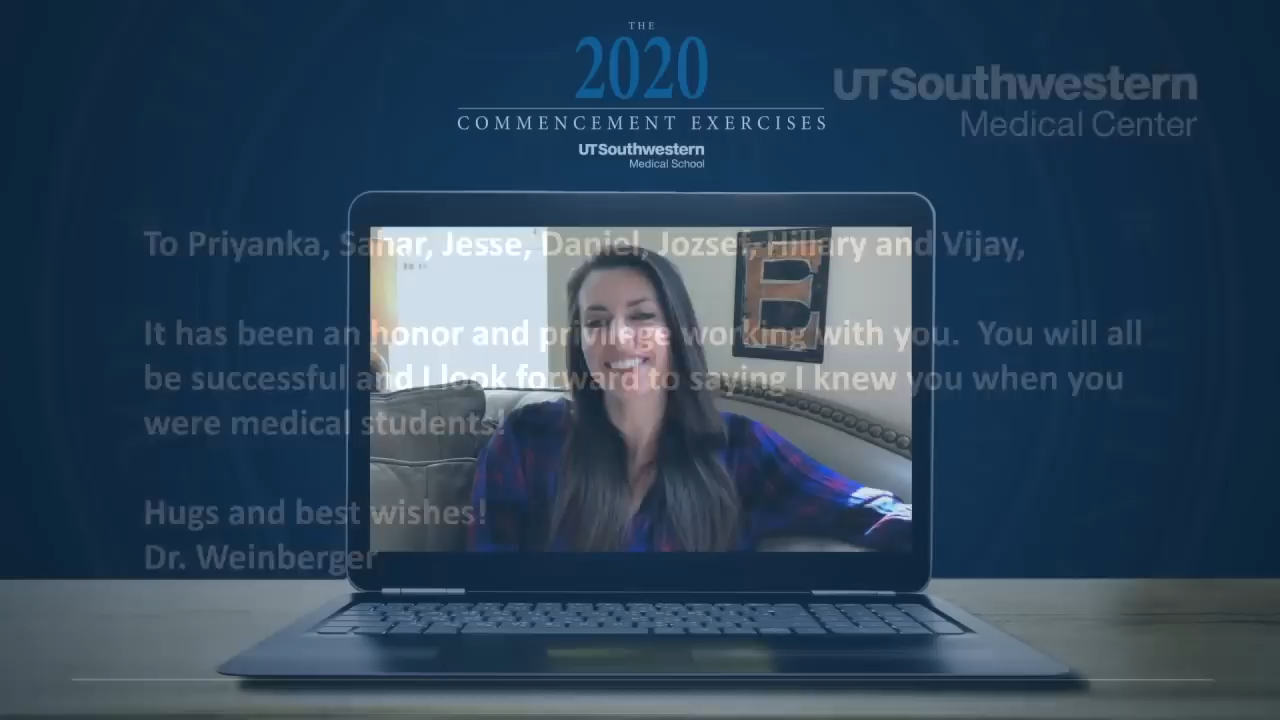 THE
2020
COMMENCEMENT EXERCISES
UTSouthwestern
Medical School
UTSouthwestern
Medical Center
To Priyanka, Sahar, Jesse, Daniel, Jozsef, Hillary and Vijay,
It has been an honor and privilege working with you. You will all
be successful and I look forward to saying I knew you when you
were medical students!
Hugs and best wishes!
Dr. Weinberger